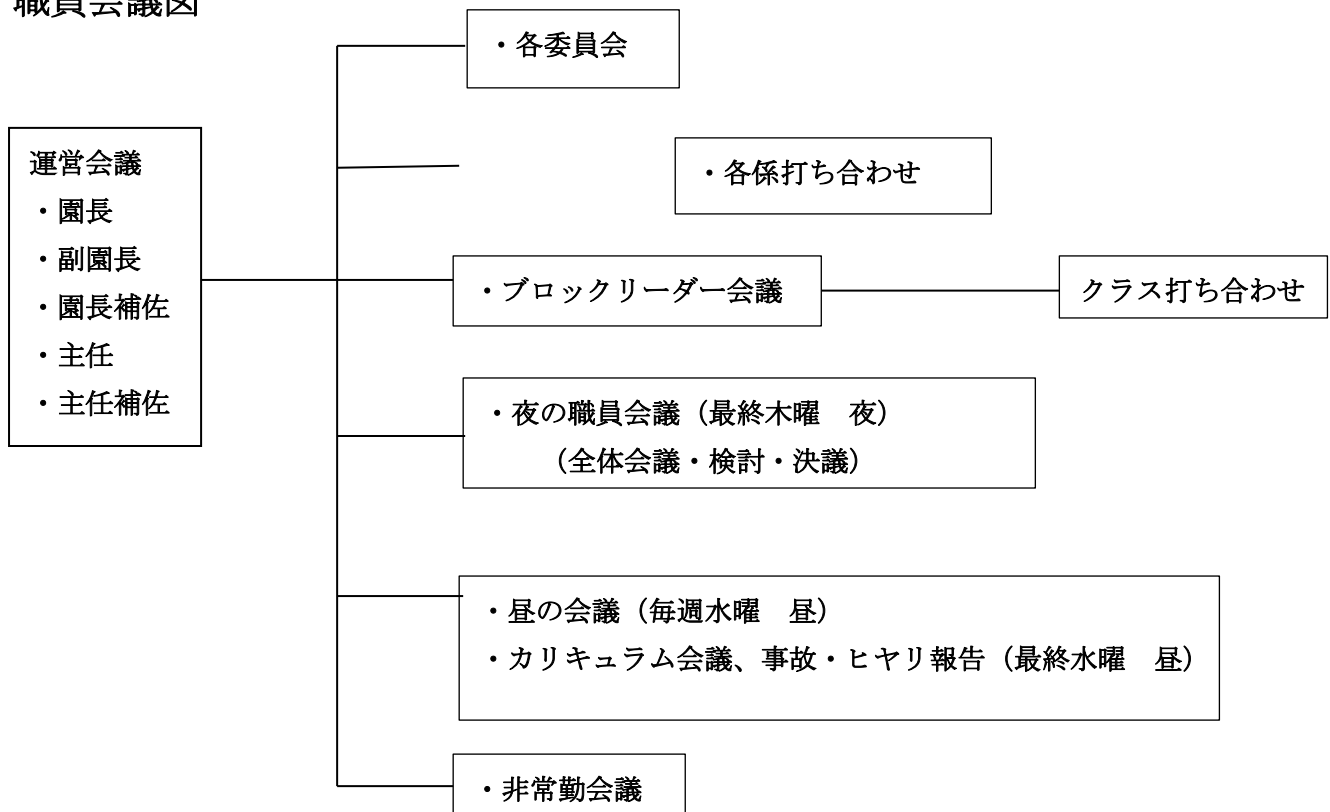 職員会議図
・各委員会
運営会議
・園長
・副園長
・園長補佐
・主任
・主任補佐
・各係打ち合わせ
・ブロックリーダー会議
クラス打ち合わせ
・夜の職員会議（最終木曜　夜）
（全体会議・検討・決議）
・昼の会議（毎週水曜　昼）
・カリキュラム会議、事故・ヒヤリ報告（最終水曜　昼）
・非常勤会議